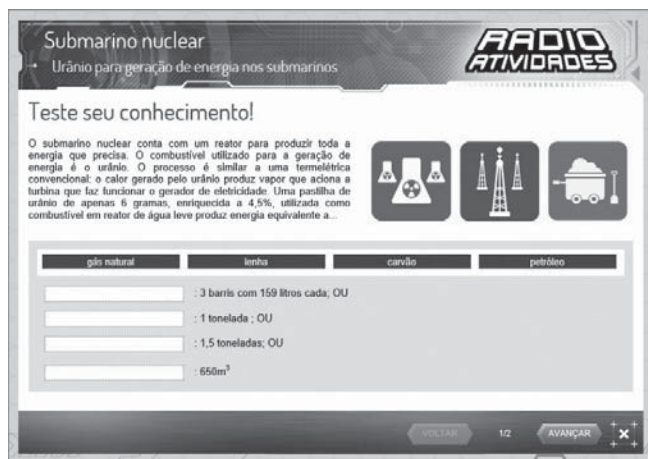 Submarino nuclear
Urânio para geração de energia nos submarinos
RADIO
ATIVIDADES
Teste seu conhecimento!
O submarino nuclear conta com um reator para produzir toda a
energia que precisa. O combustível utilizado para a geração de
energia é o urânio. O processo é similar a uma termelétrica
convencional: o calor gerado pelo urânio produz vapor que aciona a
turbina que faz funcionar o gerador de eletricidade. Uma pastilha de
urânio de apenas 6 gramas, enriquecida a 4,5%, utilizada como
combustível em reator de água leve produz energia equivalente a...
gás natural lenha carvão petróleo
: 3 barris com 159 litros cada; OU
: 1 tonelada ; OU
: 1,5 toneladas; OU
: 650m³
VOLTAR 1/2 AVANÇAR X